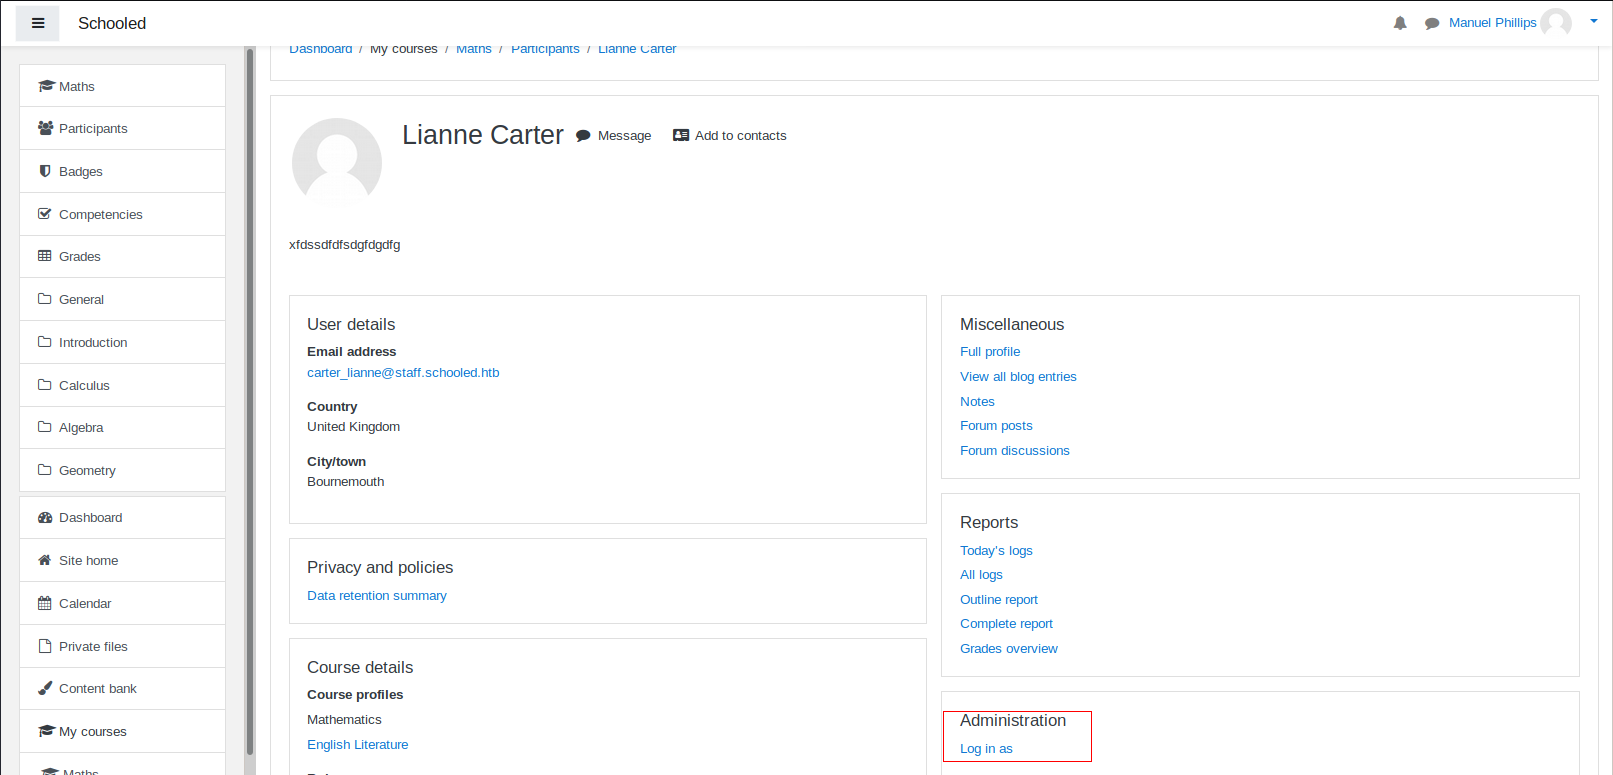 Schooled
Manuel Phillips
Dashboard / My courses / Maths / Participants / Lianne Carter
Maths
Participants
Badges
Competencies
Grades
General
Introduction
Calculus
Algebra
Geometry
Dashboard
Site home
Calendar
Private files
Content bank
My courses
Maths
Lianne Carter Message Add to contacts
xfdssdfdfsdgfdgdfg
User details
Email address
carter_lianne@staff.schooled.htb
Country
United Kingdom
City/town
Bournemouth
Privacy and policies
Data retention summary
Course details
Course profiles
Mathematics
English Literature
Miscellaneous
Full profile
View all blog entries
Notes
Forum posts
Forum discussions
Reports
Today's logs
All logs
Outline report
Complete report
Grades overview
Administration
Log in as